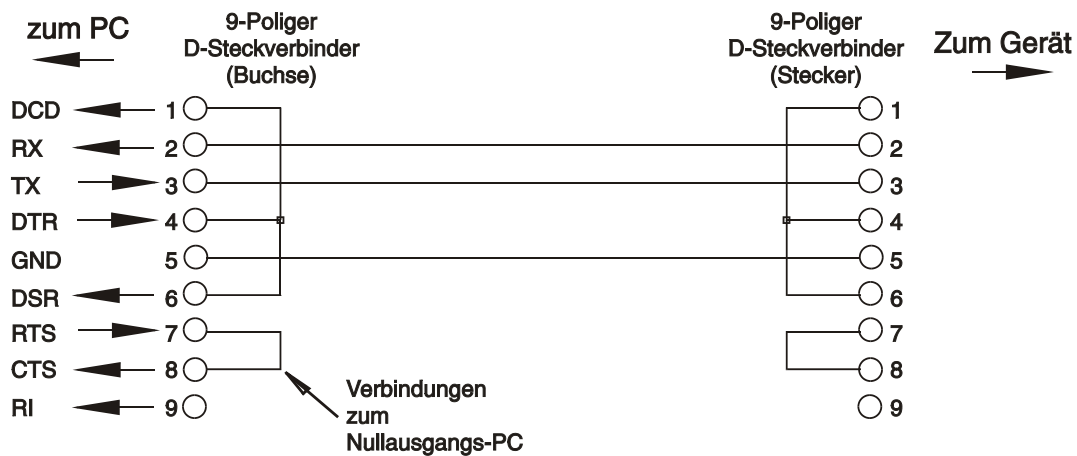 zum PC
9-Poliger
D-Steckverbinder
(Buchse)
9-Poliger
D-Steckverbinder
(Stecker)
Zum Gerät
DCD 1 1
RX 2 2
TX 3 3
DTR 4 4
GND 5 5
DSR 6 6
RTS 7 7
CTS 8 8
RI 9 9
Verbindungen
zum
Nullausgangs-PC